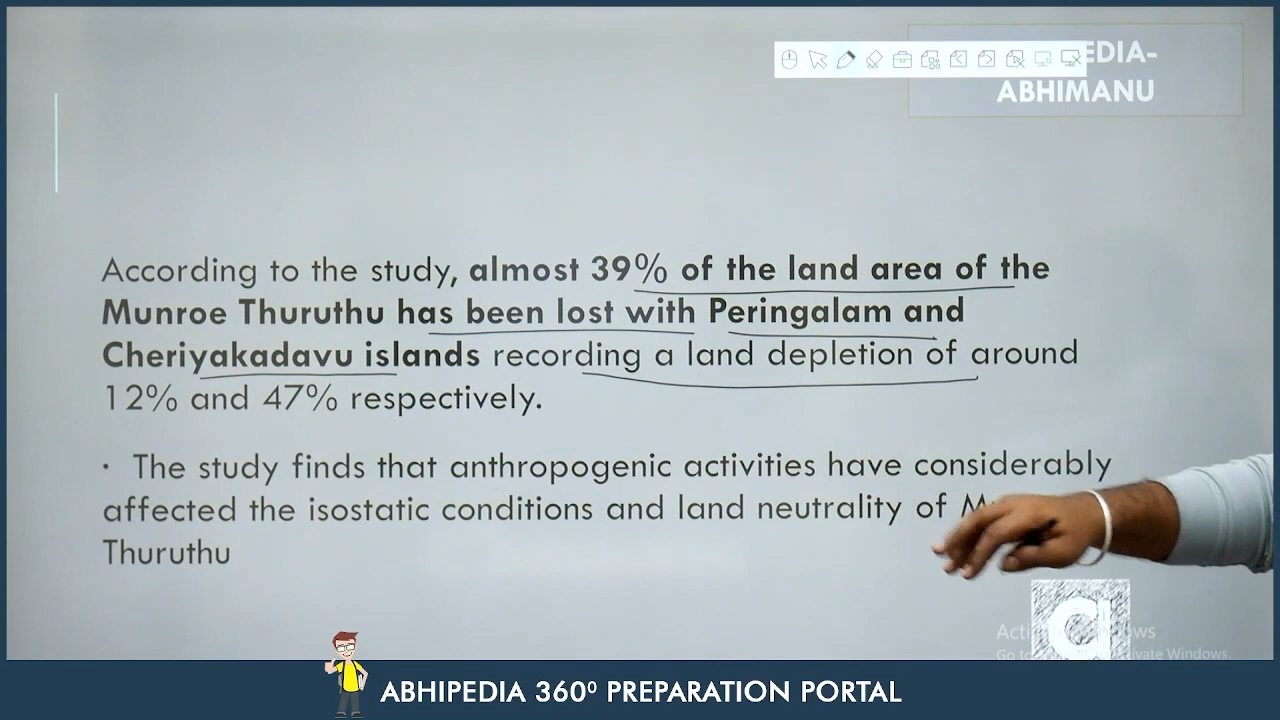 EDIA-
ABHIMANU
According to the study, almost 39% of the land area of the
Munroe Thuruthu has been lost with Peringalam and
Cheriyakadavu islands recording a land depletion of around
12% and 47% respectively.
· The study finds that anthropogenic activities have considerably
affected the isostatic conditions and land neutrality of
Thuruthu
a
ABHIPEDIA 360⁰ PREPARATION PORTAL